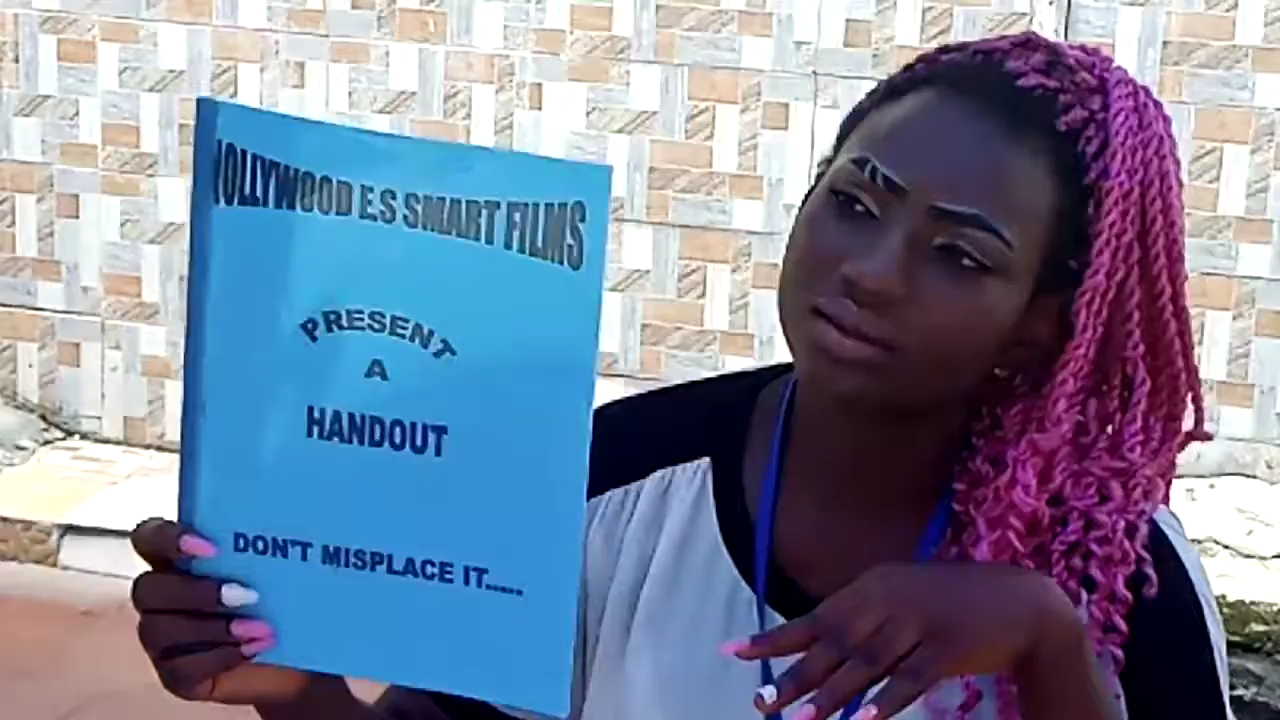 NOLLYWOOD E.S SMART FILMS
PRESENT
A
HANDOUT
DON'T MISPLACE IT.....